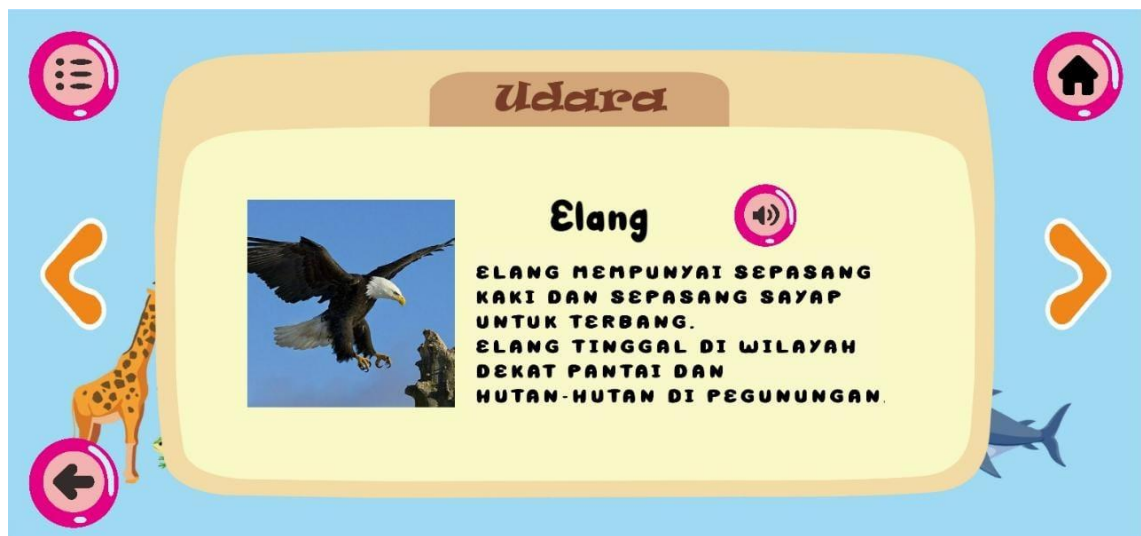 Udara
Elang
ELANG MEMPUNYAI SEPASANG
KAKI DAN SEPASANG SAYAP
UNTUK TERBANG.
ELANG TINGGAL DI WILAYAH
DEKAT PANTAI DAN
HUTAN-HUTAN DI PEGUNUNGAN.